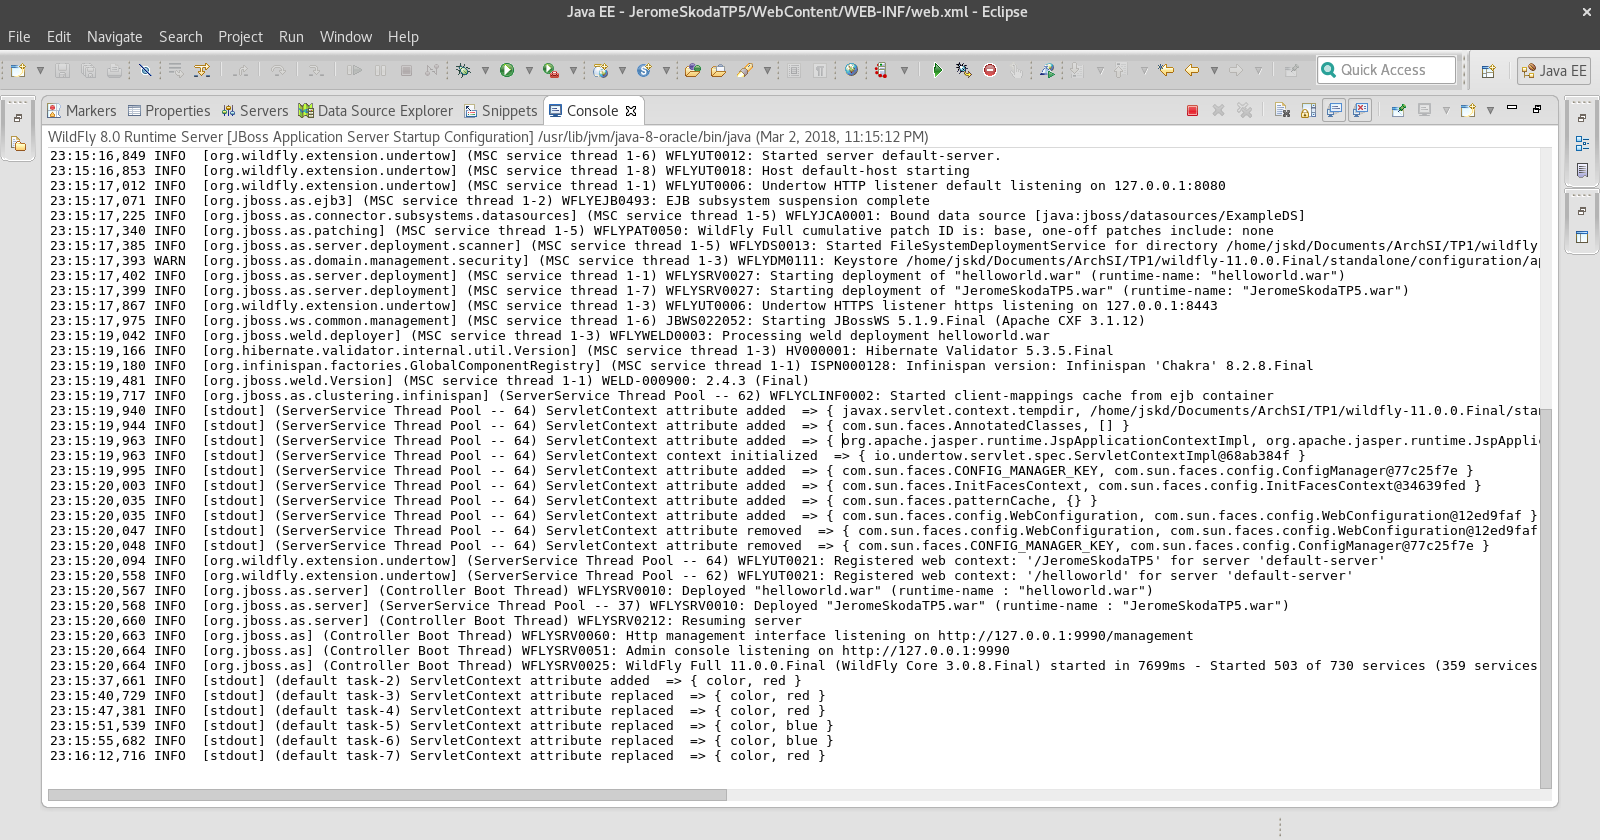 Java EE - JeromeSkodaTP5/WebContent/WEB-INF/web.xml - Eclipse
File Edit Navigate Search Project Run Window Help
Quick Access
Java EE
Markers Properties Servers Data Source Explorer Snippets Console
WildFly 8.0 Runtime Server [JBoss Application Server Startup Configuration] /usr/lib/jvm/java-8-oracle/bin/java (Mar 2, 2018, 11:15:12 PM)
23:15:16,849 INFO  [org.wildfly.extension.undertow] (MSC service thread 1-6) WFLYUT0012: Started server default-server.
23:15:16,853 INFO  [org.wildfly.extension.undertow] (MSC service thread 1-8) WFLYUT0018: Host default-host starting
23:15:17,012 INFO  [org.wildfly.extension.undertow] (MSC service thread 1-1) WFLYUT0006: Undertow HTTP listener default listening on 127.0.0.1:8080
23:15:17,071 INFO  [org.jboss.as.ejb3] (MSC service thread 1-2) WFLYEJB0493: EJB subsystem suspension complete
23:15:17,225 INFO  [org.jboss.as.connector.subsystems.datasources] (MSC service thread 1-5) WFLYJCA0001: Bound data source [java:jboss/datasources/ExampleDS]
23:15:17,340 INFO  [org.jboss.as.patching] (MSC service thread 1-5) WFLYPAT0050: WildFly Full cumulative patch ID is: base, one-off patches include: none
23:15:17,385 INFO  [org.jboss.as.server.deployment.scanner] (MSC service thread 1-5) WFLYDS0013: Started FileSystemDeploymentService for directory /home/jskd/Documents/ArchSI/TP1/wildfly
23:15:17,393 WARN  [org.jboss.as.domain.management.security] (MSC service thread 1-3) WFLYDM0111: Keystore /home/jskd/Documents/ArchSI/TP1/wildfly-11.0.0.Final/standalone/configuration/ap
23:15:17,402 INFO  [org.jboss.as.server.deployment] (MSC service thread 1-1) WFLYSRV0027: Starting deployment of "helloworld.war" (runtime-name: "helloworld.war")
23:15:17,399 INFO  [org.jboss.as.server.deployment] (MSC service thread 1-7) WFLYSRV0027: Starting deployment of "JeromeSkodaTP5.war" (runtime-name: "JeromeSkodaTP5.war")
23:15:17,867 INFO  [org.wildfly.extension.undertow] (MSC service thread 1-3) WFLYUT0006: Undertow HTTPS listener https listening on 127.0.0.1:8443
23:15:17,975 INFO  [org.jboss.ws.common.management] (MSC service thread 1-6) JBWS022052: Starting JBossWS 5.1.9.Final (Apache CXF 3.1.12)
23:15:19,042 INFO  [org.jboss.weld.deployer] (MSC service thread 1-3) WFLYWELD0003: Processing weld deployment helloworld.war
23:15:19,166 INFO  [org.hibernate.validator.internal.util.Version] (MSC service thread 1-3) HV000001: Hibernate Validator 5.3.5.Final
23:15:19,180 INFO  [org.infinispan.factories.GlobalComponentRegistry] (MSC service thread 1-1) ISPN000128: Infinispan version: Infinispan 'Chakra' 8.2.8.Final
23:15:19,481 INFO  [org.jboss.weld.Version] (MSC service thread 1-1) WELD-000900: 2.4.3 (Final)
23:15:19,717 INFO  [org.jboss.as.clustering.infinispan] (ServerService Thread Pool -- 62) WFLYCLINF0002: Started client-mappings cache from ejb container
23:15:19,940 INFO  [stdout] (ServerService Thread Pool -- 64) ServletContext attribute added  => { javax.servlet.context.tempdir, /home/jskd/Documents/ArchSI/TP1/wildfly-11.0.0.Final/sta
23:15:19,944 INFO  [stdout] (ServerService Thread Pool -- 64) ServletContext attribute added  => { com.sun.faces.AnnotatedClasses, [] }
23:15:19,963 INFO  [stdout] (ServerService Thread Pool -- 64) ServletContext attribute added  => { org.apache.jasper.runtime.JspApplicationContextImpl, org.apache.jasper.runtime.JspAppli
23:15:19,963 INFO  [stdout] (ServerService Thread Pool -- 64) ServletContext context initialized  => { io.undertow.servlet.spec.ServletContextImpl@68ab384f }
23:15:19,995 INFO  [stdout] (ServerService Thread Pool -- 64) ServletContext attribute added  => { com.sun.faces.CONFIG_MANAGER_KEY, com.sun.faces.config.ConfigManager@77c25f7e }
23:15:20,003 INFO  [stdout] (ServerService Thread Pool -- 64) ServletContext attribute added  => { com.sun.faces.InitFacesContext, com.sun.faces.config.InitFacesContext@34639fed }
23:15:20,035 INFO  [stdout] (ServerService Thread Pool -- 64) ServletContext attribute added  => { com.sun.faces.patternCache, {} }
23:15:20,035 INFO  [stdout] (ServerService Thread Pool -- 64) ServletContext attribute added  => { com.sun.faces.config.WebConfiguration, com.sun.faces.config.WebConfiguration@12ed9faf }
23:15:20,047 INFO  [stdout] (ServerService Thread Pool -- 64) ServletContext attribute removed  => { com.sun.faces.config.WebConfiguration, com.sun.faces.config.WebConfiguration@12ed9faf
23:15:20,048 INFO  [stdout] (ServerService Thread Pool -- 64) ServletContext attribute removed  => { com.sun.faces.CONFIG_MANAGER_KEY, com.sun.faces.config.ConfigManager@77c25f7e }
23:15:20,094 INFO  [org.wildfly.extension.undertow] (ServerService Thread Pool -- 64) WFLYUT0021: Registered web context: '/JeromeSkodaTP5' for server 'default-server'
23:15:20,558 INFO  [org.wildfly.extension.undertow] (ServerService Thread Pool -- 62) WFLYUT0021: Registered web context: '/helloworld' for server 'default-server'
23:15:20,567 INFO  [org.jboss.as.server] (Controller Boot Thread) WFLYSRV0010: Deployed "helloworld.war" (runtime-name : "helloworld.war")
23:15:20,568 INFO  [org.jboss.as.server] (ServerService Thread Pool -- 37) WFLYSRV0010: Deployed "JeromeSkodaTP5.war" (runtime-name : "JeromeSkodaTP5.war")
23:15:20,660 INFO  [org.jboss.as.server] (Controller Boot Thread) WFLYSRV0212: Resuming server
23:15:20,663 INFO  [org.jboss.as] (Controller Boot Thread) WFLYSRV0060: Http management interface listening on http://127.0.0.1:9990/management
23:15:20,664 INFO  [org.jboss.as] (Controller Boot Thread) WFLYSRV0051: Admin console listening on http://127.0.0.1:9990
23:15:20,664 INFO  [org.jboss.as] (Controller Boot Thread) WFLYSRV0025: WildFly Full 11.0.0.Final (WildFly Core 3.0.8.Final) started in 7699ms - Started 503 of 730 services (359 services
23:15:37,661 INFO  [stdout] (default task-2) ServletContext attribute added  => { color, red }
23:15:40,729 INFO  [stdout] (default task-3) ServletContext attribute replaced  => { color, red }
23:15:47,381 INFO  [stdout] (default task-4) ServletContext attribute replaced  => { color, red }
23:15:51,539 INFO  [stdout] (default task-5) ServletContext attribute replaced  => { color, blue }
23:15:55,682 INFO  [stdout] (default task-6) ServletContext attribute replaced  => { color, blue }
23:16:12,716 INFO  [stdout] (default task-7) ServletContext attribute replaced  => { color, red }